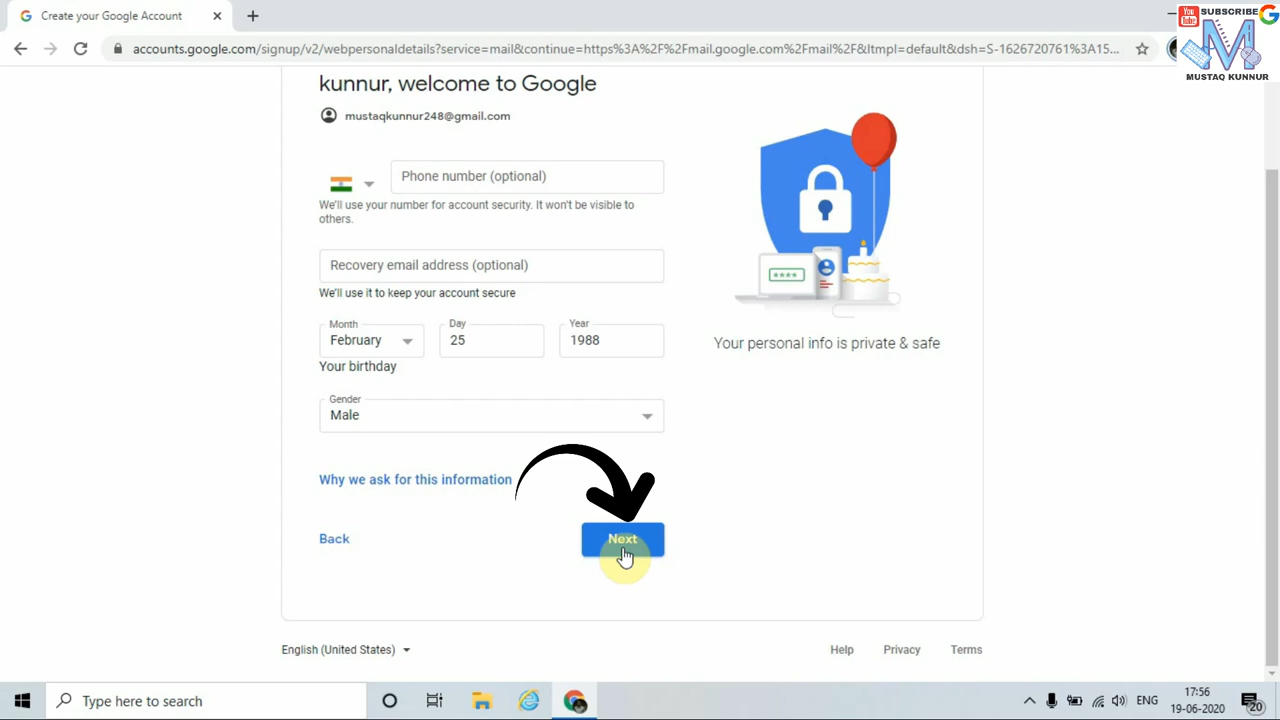 Create your Google Account
accounts.google.com/signup/v2/webpersonaldetails?service=mail&continue=https%3A%2F%2Fmail.google.com%2Fmail%2F&ltmpl=default&dsh=S-1626720761%3A15...
You
Tube
SUBSCRIBE
MUSTAQ KUNNUR
kunnur, welcome to Google
mustaqkunnur248@gmail.com
Phone number (optional)
We'll use your number for account security. It won't be visible to
others.
Recovery email address (optional)
We'll use it to keep your account secure
Month Day Year
February 25 1988
Your birthday
Gender
Male
Why we ask for this information
Back Next
****
Your personal info is private & safe
English (United States) Help Privacy Terms
Type here to search
ENG
17:56
19-06-2020
20